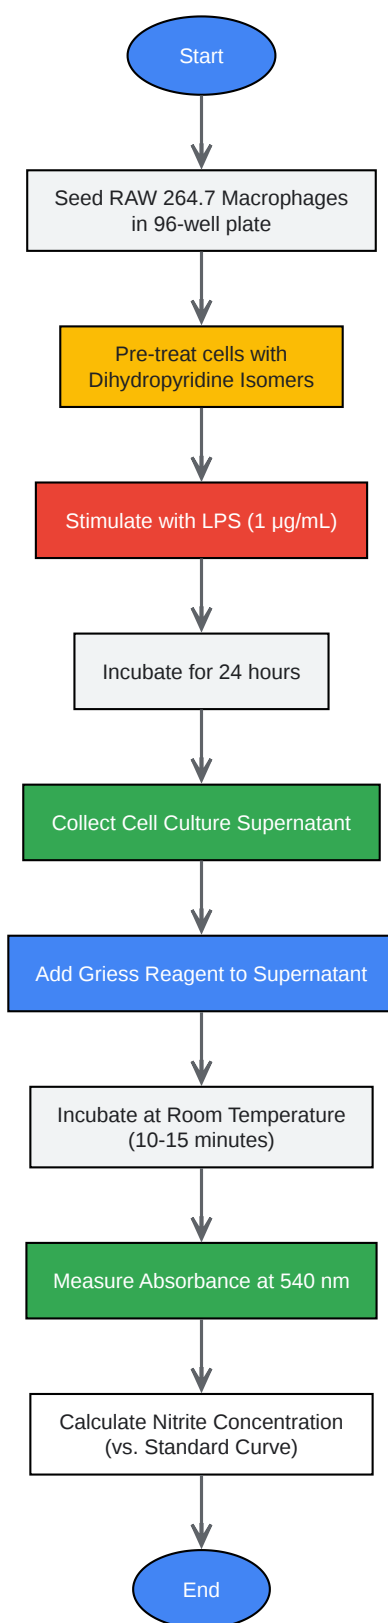 Start
Seed RAW 264.7 Macrophages
in 96-well plate
Pre-treat cells with
Dihydropyridine Isomers
Stimulate with LPS (1 μg/mL)
Incubate for 24 hours
Collect Cell Culture Supernatant
Add Griess Reagent to Supernatant
Incubate at Room Temperature
(10-15 minutes)
Measure Absorbance at 540 nm
Calculate Nitrite Concentration
(vs. Standard Curve)
End